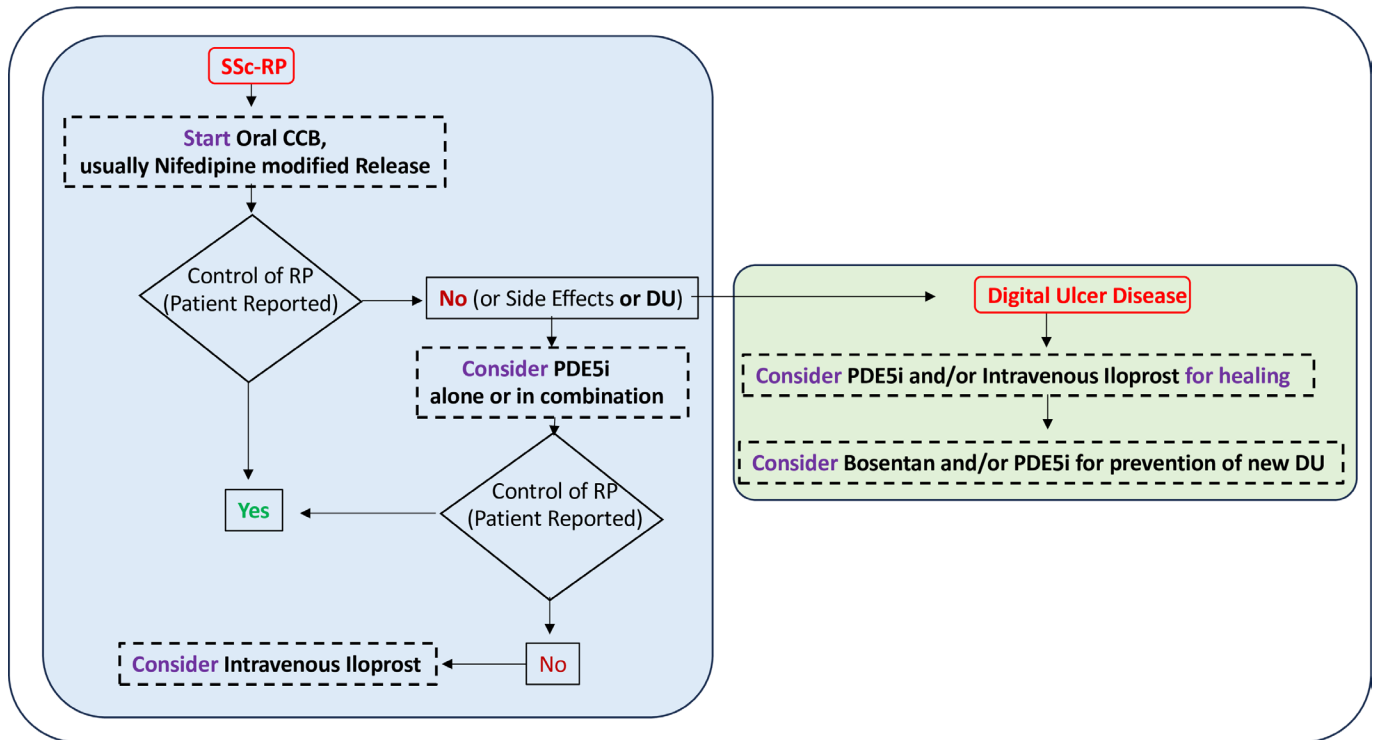 SSc-RP
Start Oral CCB,
usually Nifedipine modified Release
Control of RP
(Patient Reported)
No (or Side Effects or DU)
Consider PDE5i
alone or in combination
Control of RP
(Patient Reported)
Yes
No
Consider Intravenous Iloprost
Digital Ulcer Disease
Consider PDE5i and/or Intravenous Iloprost for healing
Consider Bosentan and/or PDE5i for prevention of new DU